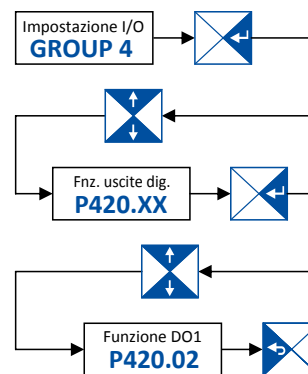 Impostazione I/O
GROUP 4
Fnz. uscite dig.
P420.XX
Funzione DO1
P420.02